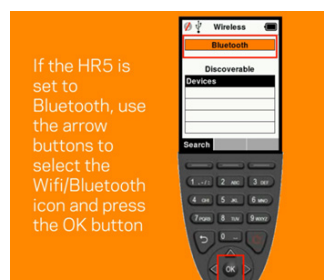 If the HR5 is
set to
Bluetooth, use
the arrow
buttons to
select the
Wifi/Bluetooth
icon and press
the OK button
Wireless
Bluetooth
Discoverable
Devices
Search
1
2 ABC
3 DEF
4 GHI
5 JKL
6 MNO
7 PQRS
8 TUV
9 WXYZ
0
OK